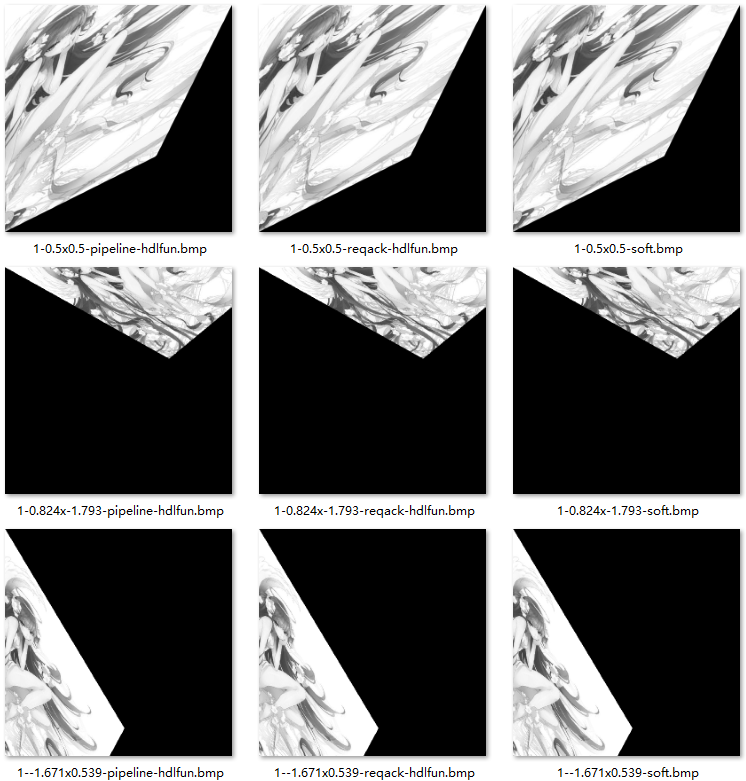 1-0.5x0.5-pipeline-hdlfun.bmp
1-0.5x0.5-reqack-hdlfun.bmp
1-0.5x0.5-soft.bmp
1-0.824x-1.793-pipeline-hdlfun.bmp
1-0.824x-1.793-reqack-hdlfun.bmp
1-0.824x-1.793-soft.bmp
1--1.671x0.539-pipeline-hdlfun.bmp
1--1.671x0.539-reqack-hdlfun.bmp
1--1.671x0.539-soft.bmp